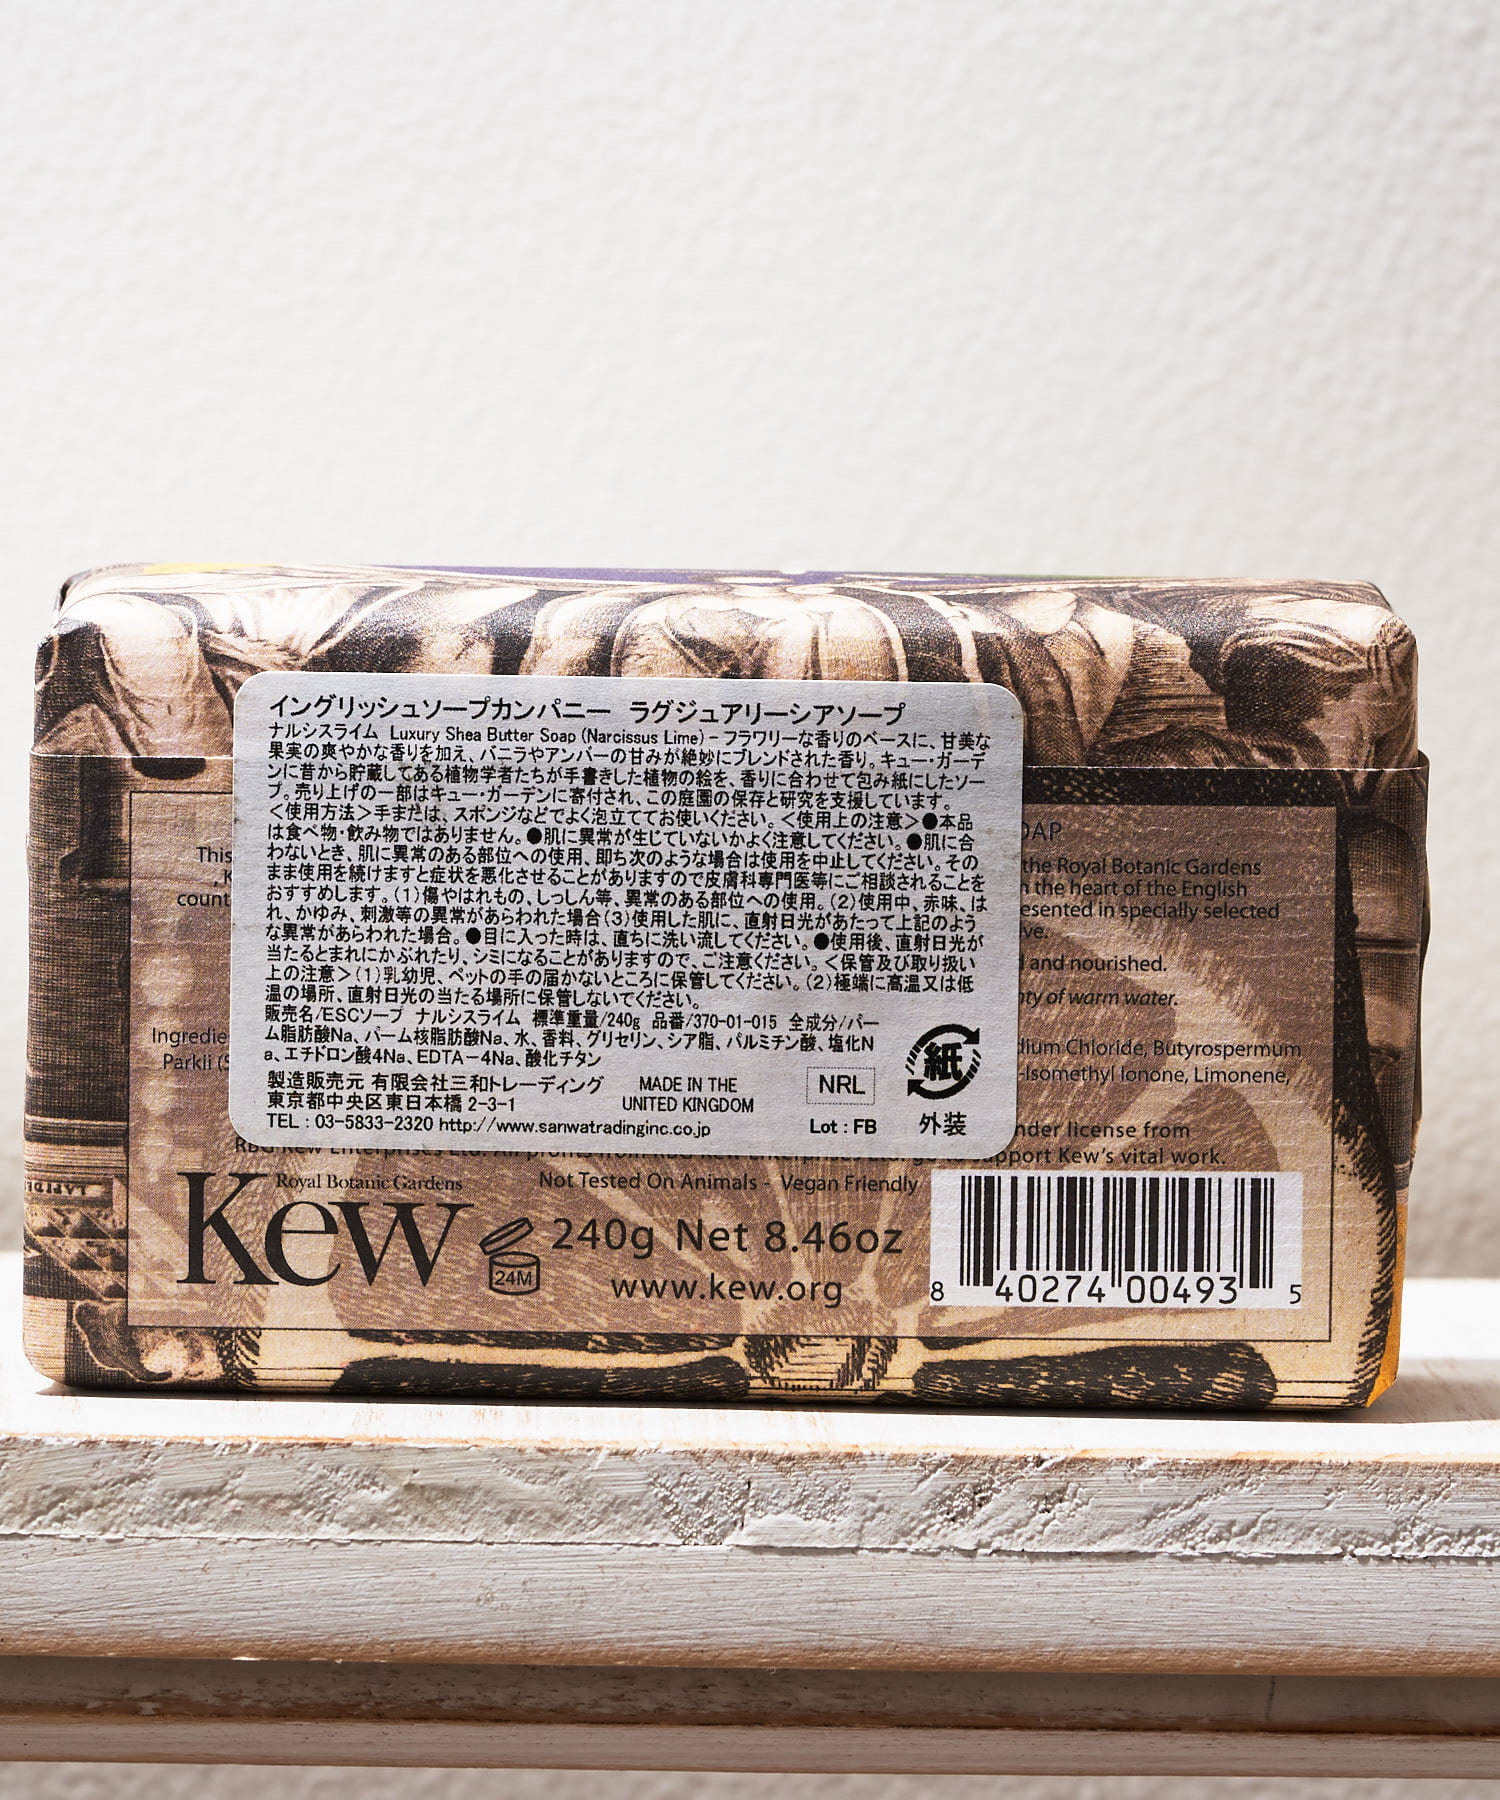 イングリッシュソープカンパニー ラグジュアリーシアソープ
ナルシスライム Luxury Shea Butter Soap (Narcissus Lime) – フラワリーな香りのベースに、甘美な
果実の爽やかな香りを加え、バニラやアンバーの甘みが絶妙にブレンドされた香り。キュー・ガーデ
ンに昔から貯蔵してある植物学者たちが手書きした植物の絵を、香りに合わせて包み紙にしたソー
プ。売り上げの一部はキュー・ガーデンに寄付され、この庭園の保存と研究を支援しています。
＜使用方法＞手または、スポンジなどでよく泡立ててお使いください。＜使用上の注意＞●本品
は食べ物・飲み物ではありません。●肌に異常が生じていないかよく注意してください。●肌に合
わないとき、肌に異常のある部位への使用、即ち次のような場合は使用を中止してください。その
まま使用を続けますと症状を悪化させることがありますので皮膚科専門医等にご相談されることを
おすすめします。(1)傷やはれもの、しっしん等、異常のある部位への使用。(2)使用中、赤味、は
れ、かゆみ、刺激等の異常があらわれた場合(3)使用した肌に、直射日光があたって上記のよう
な異常があらわれた場合。●目に入った時は、直ちに洗い流してください。●使用後、直射日光が
当たるとまれにかぶれたり、シミになることがありますので、ご注意ください。＜保管及び取り扱い
上の注意＞(1)乳幼児、ペットの手の届かないところに保管してください。(2)極端に高温又は低
温の場所、直射日光の当たる場所に保管しないでください。
販売名/ESCソープ ナルシスライム 標準重量/240g 品番/370-01-015 全成分/パー
ム脂肪酸Na、パーム核脂肪酸Na、水、香料、グリセリン、シア脂、パルミチン酸、塩化N
a、エチドロン酸4Na、EDTA－4Na、酸化チタン
製造販売元 有限会社三和トレーディング
東京都中央区東日本橋 2-3-1
TEL : 03-5833-2320 http://www.sanwatradinginc.co.jp
MADE IN THE
UNITED KINGDOM
NRL
Lot : FB
紙
外装
This
count
the Royal Botanic Gardens
the heart of the English
in specially selected
and nourished.
of warm water.
Chloride, Butyrospermum
Parkii
-Isomethyl Ionone, Limonene,
license from
Kew's vital work.
Not Tested On Animals - Vegan Friendly
Royal Botanic Gardens
Kew
24M
240g Net 8.46oz
www.kew.org
8 40274 00493 5